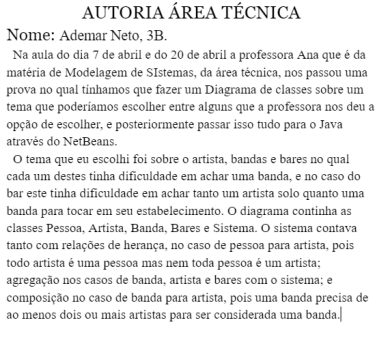 AUTORIA ÁREA TÉCNICA
Nome: Ademar Neto, 3B.
Na aula do dia 7 de abril e do 20 de abril a professora Ana que é da
matéria de Modelagem de SIstemas, da área técnica, nos passou uma
prova no qual tínhamos que fazer um Diagrama de classes sobre um
tema que poderíamos escolher entre alguns que a professora nos deu a
opção de escolher, e posteriormente passar isso tudo para o Java
através do NetBeans.
O tema que eu escolhi foi sobre o artista, bandas e bares no qual
cada um destes tinha dificuldade em achar uma banda, e no caso do
bar este tinha dificuldade em achar tanto um artista solo quanto uma
banda para tocar em seu estabelecimento. O diagrama continha as
classes Pessoa, Artista, Banda, Bares e Sistema. O sistema contava
tanto com relações de herança, no caso de pessoa para artista, pois
todo artista é uma pessoa mas nem toda pessoa é um artista;
agregação nos casos de banda, artista e bares com o sistema; e
composição no caso de banda para artista, pois uma banda precisa de
ao menos dois ou mais artistas para ser considerada uma banda.